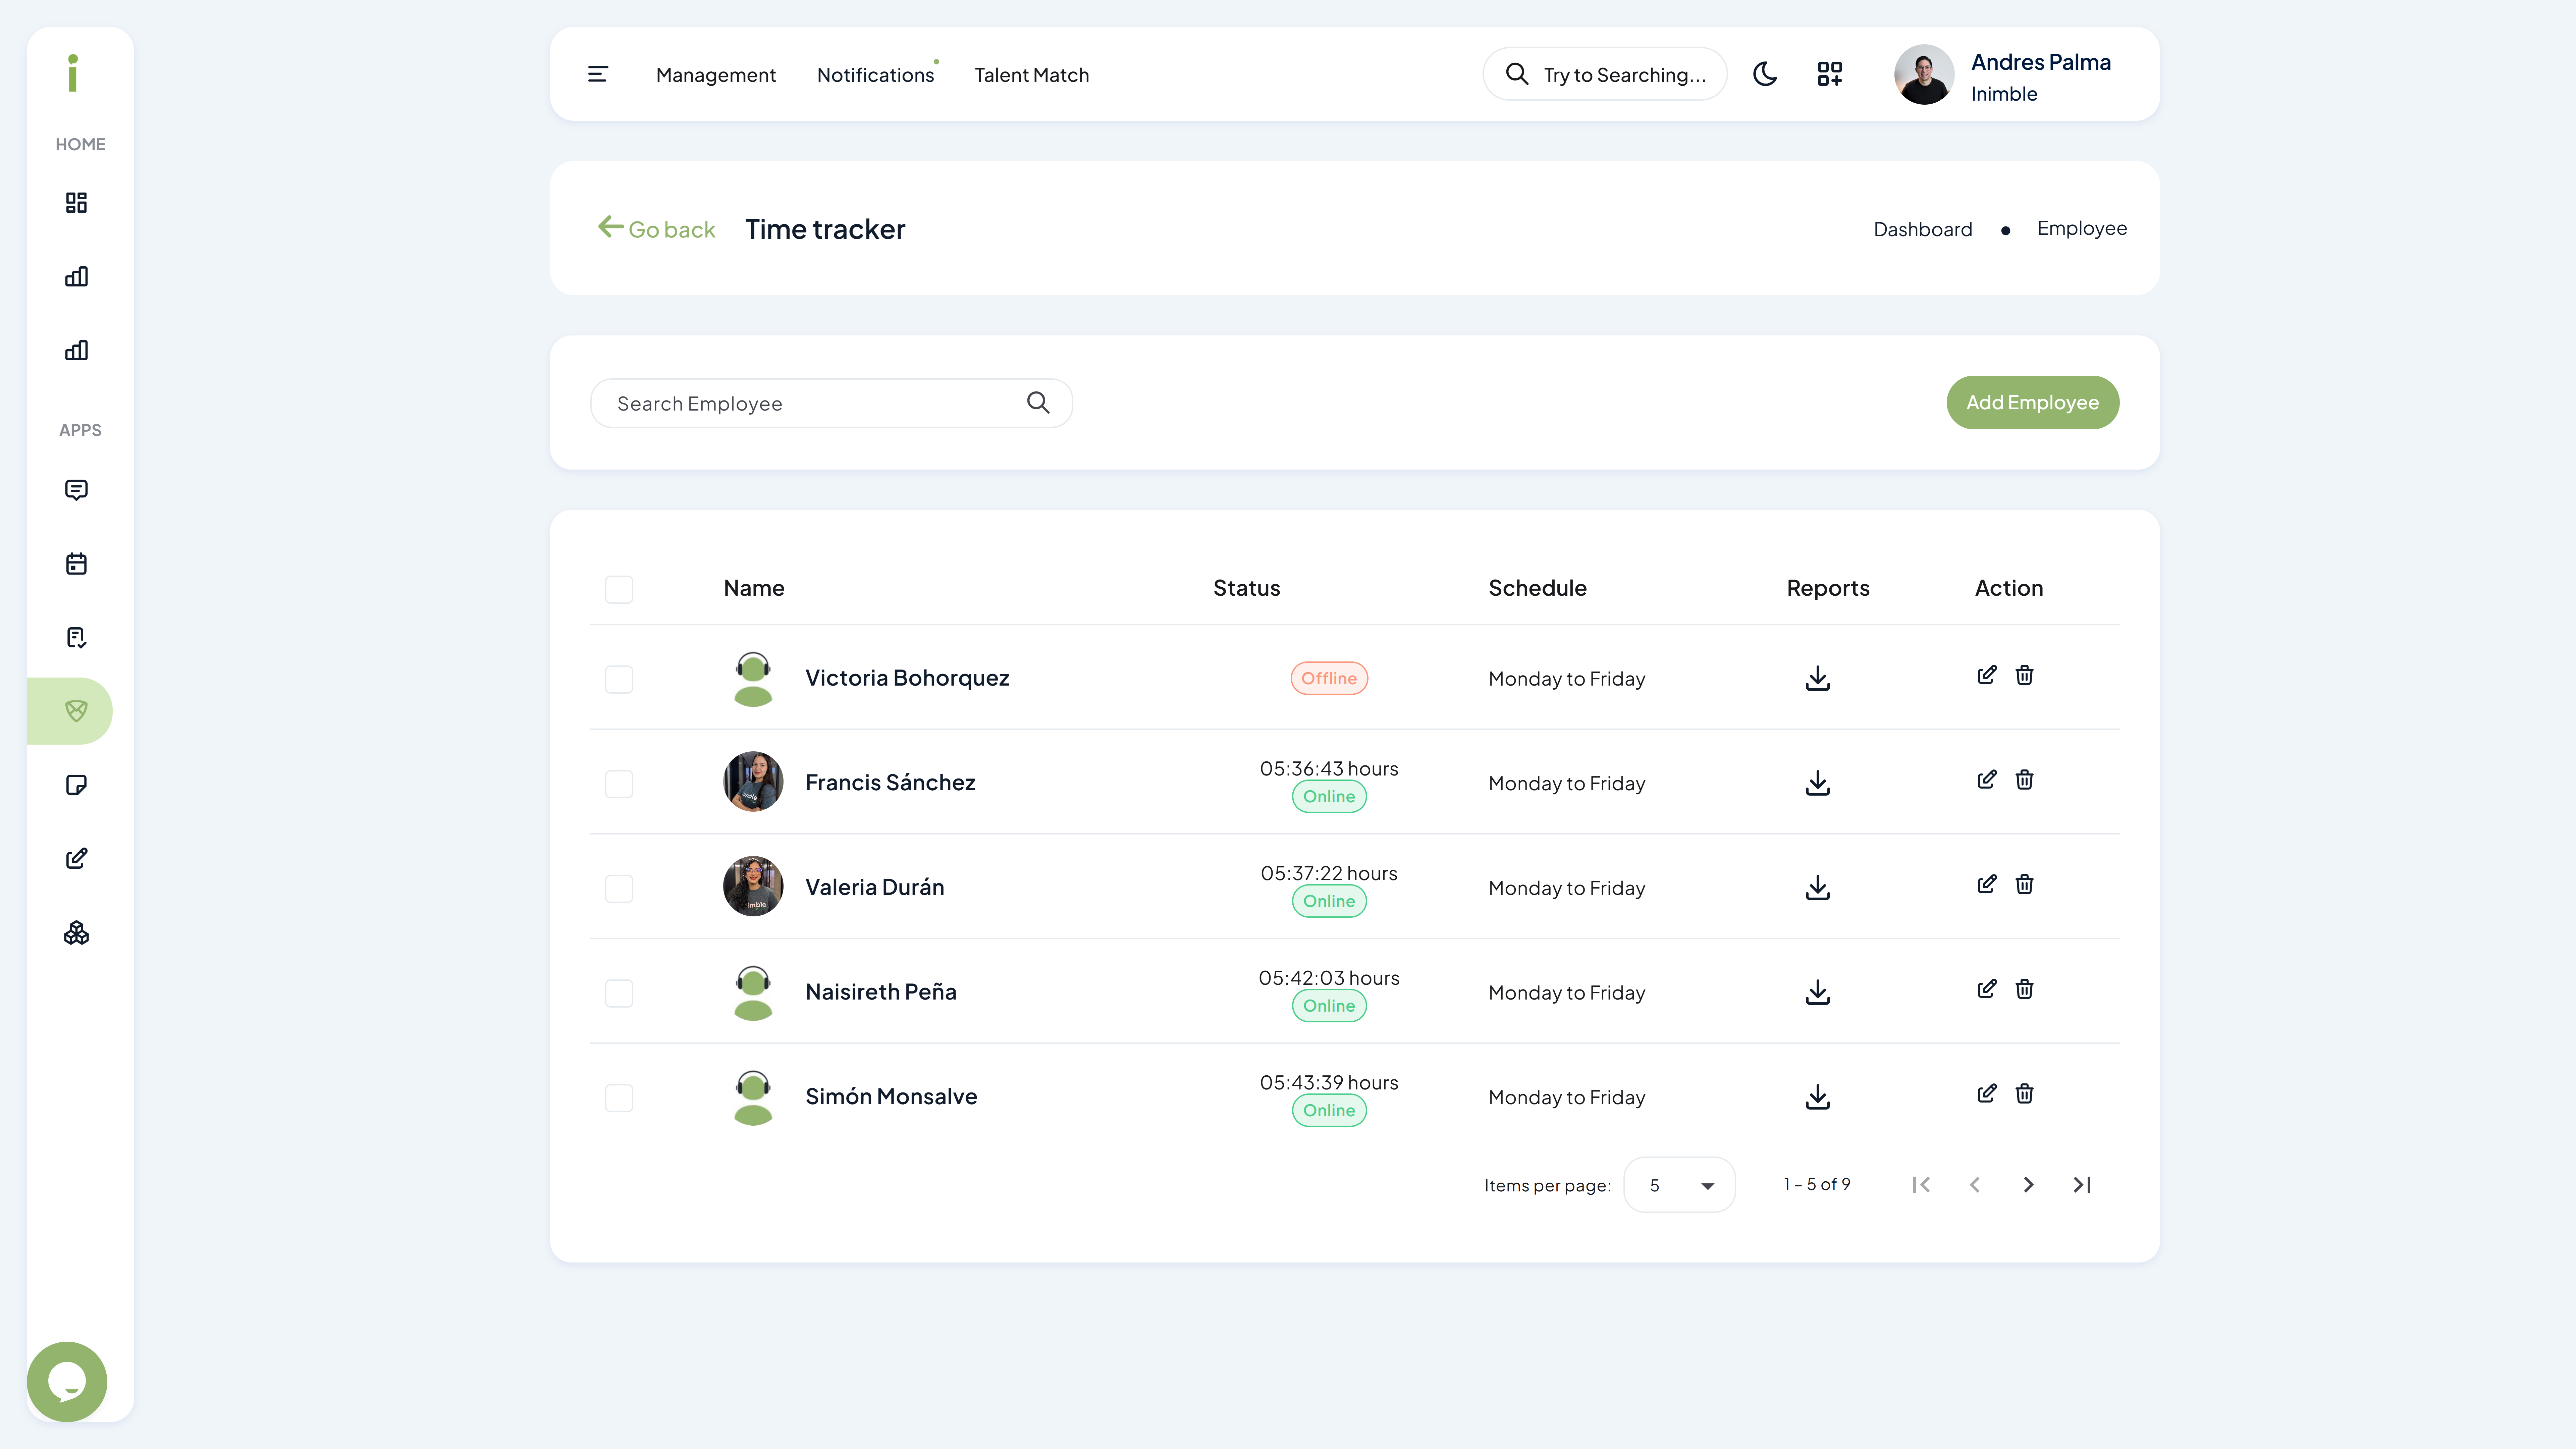 i
HOME
APPS
Management Notifications Talent Match
Try to Searching...
Andres Palma
Inimble
Go back Time tracker
Dashboard • Employee
Search Employee
Add Employee
Name Status Schedule Reports Action
Victoria Bohorquez Offline Monday to Friday
05:36:43 hours
Francis Sánchez Online Monday to Friday
05:37:22 hours
Valeria Durán Online Monday to Friday
05:42:03 hours
Naisireth Peña Online Monday to Friday
05:43:39 hours
Simón Monsalve Online Monday to Friday
Items per page: 5 1 – 5 of 9